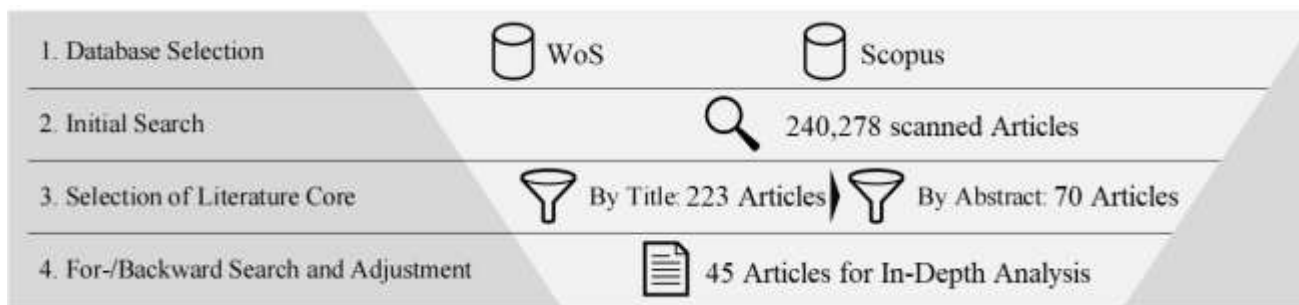 1. Database Selection WoS Scopus
2. Initial Search 240,278 scanned Articles
3. Selection of Literature Core By Title: 223 Articles By Abstract: 70 Articles
4. For-/Backward Search and Adjustment 45 Articles for In-Depth Analysis